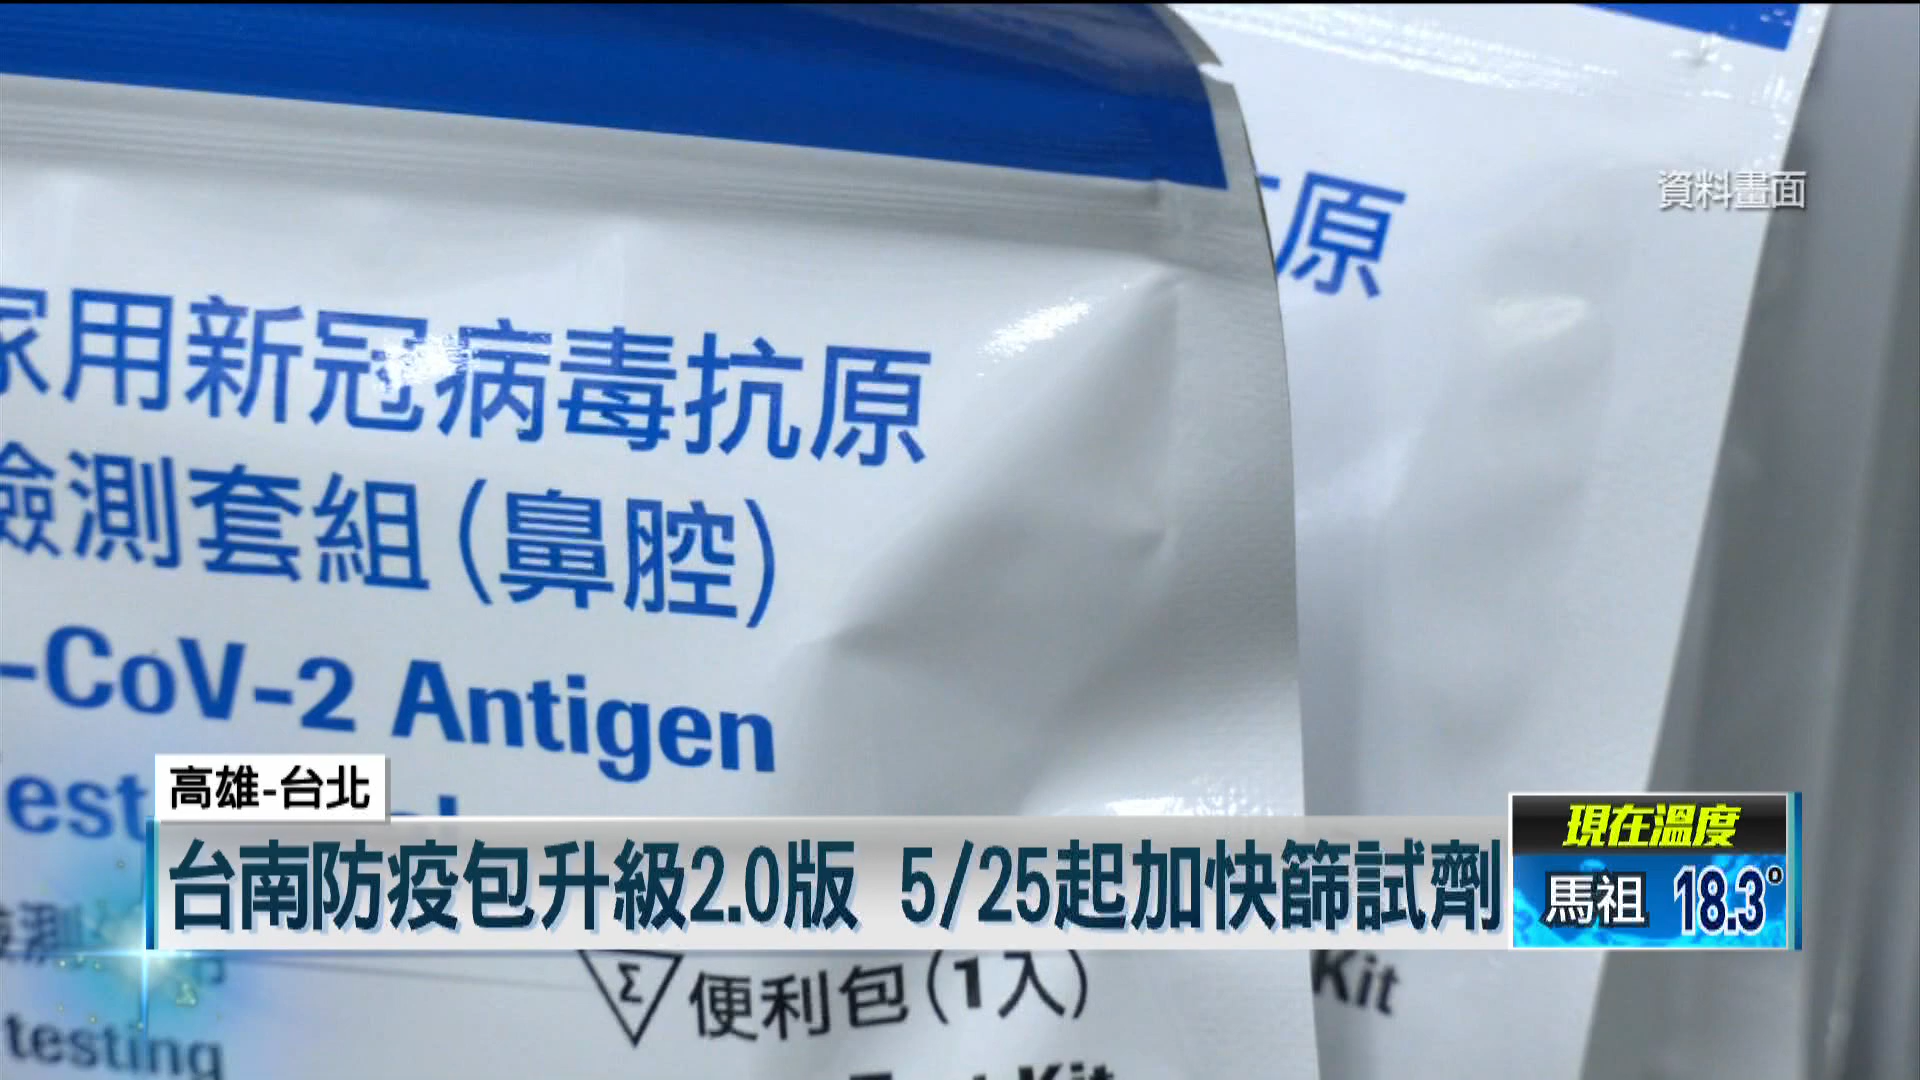 資料畫面
抗原
家用新冠病毒抗原
檢測套組(鼻腔)
-CoV-2 Antigen
est
高雄-台北
台南防疫包升級2.0版 5/25起加快篩試劑
現在溫度
馬祖 18.3°
便利包(1入)
Kit
testing